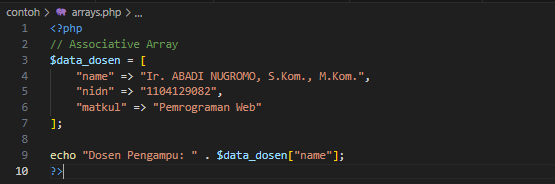 contoh > arrays.php > ...
1 <?php
2 // Associative Array
3 $data_dosen = [
4     "name" => "Ir. ABADI NUGROMO, S.Kom., M.Kom.",
5     "nidn" => "1104129082",
6     "matkul" => "Pemrograman Web"
7 ];
8
9 echo "Dosen Pengampu: " . $data_dosen["name"];
10 ?>